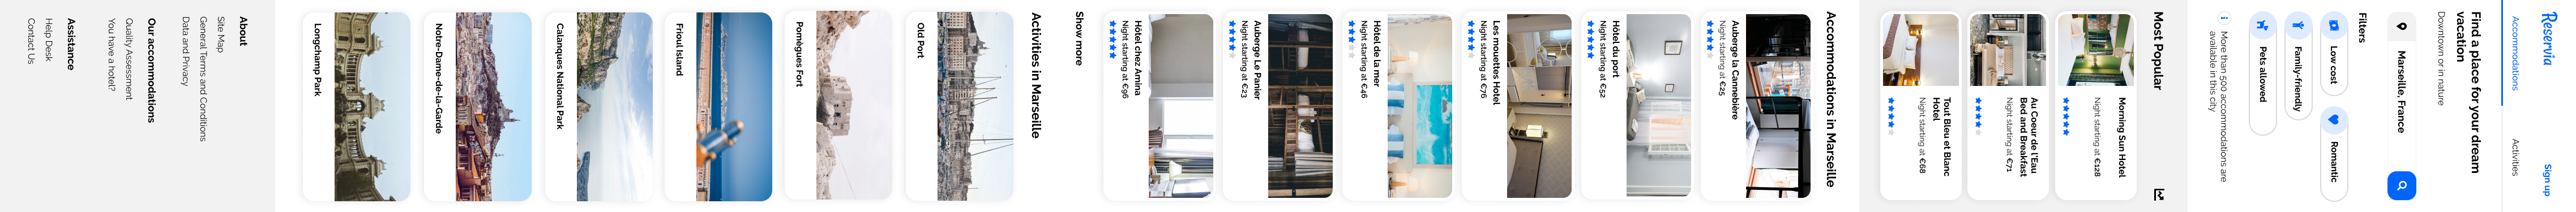 Reservia
Sign up
Accommodations
Activities
Find a place for your dream
vacation
Downtown or in nature
Marseille, France
Filters
Low cost
Romantic
Family-friendly
Pets allowed
More than 500 accommodations are
available in this city
Most Popular
Morning Sun Hotel
Night starting at €128
Au Coeur de l'Eau
Bed and Breakfast
Night starting at €71
Tout Bleu et Blanc
Hotel
Night starting at €68
Accommodations in Marseille
Auberge la Cannebière
Night starting at €25
Hôtel du port
Night starting at €52
Les mouettes Hotel
Night starting at €76
Hôtel de la mer
Night starting at €46
Auberge Le Panier
Night starting at €23
Hôtel chez Amina
Night starting at €96
Show more
Activities in Marseille
Old Port
Pomègues Fort
Frioul Island
Calanques National Park
Notre-Dame-de-la-Garde
Longchamp Park
About
Site Map
General Terms and Conditions
Data and Privacy
Our accommodations
Quality Assessment
You have a hotel?
Assistance
Help Desk
Contact Us